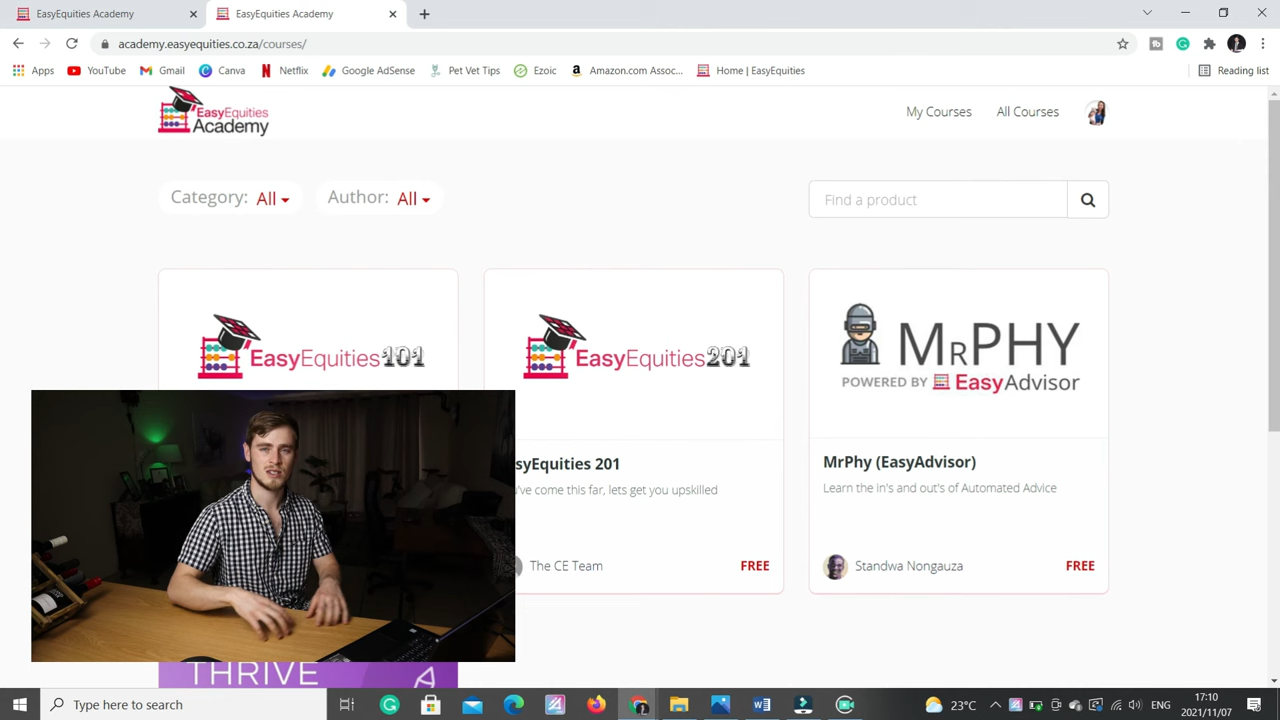 EasyEquities Academy
EasyEquities Academy
academy.easyequities.co.za/courses/
Apps YouTube Gmail Canva Netflix Google AdSense Pet Vet Tips Ezoic Amazon.com Assoc... Home | EasyEquities Reading list
EasyEquities
Academy
My Courses All Courses
Category: All Author: All
Find a product
EasyEquities101
EasyEquities201
MRPHY
POWERED BY EasyAdvisor
syEquities 201
MrPhy (EasyAdvisor)
've come this far, lets get you upskilled
Learn the in's and out's of Automated Advice
The CE Team FREE
Standwa Nongauza FREE
THRIVE
Type here to search
23°C ENG
17:10
2021/11/07